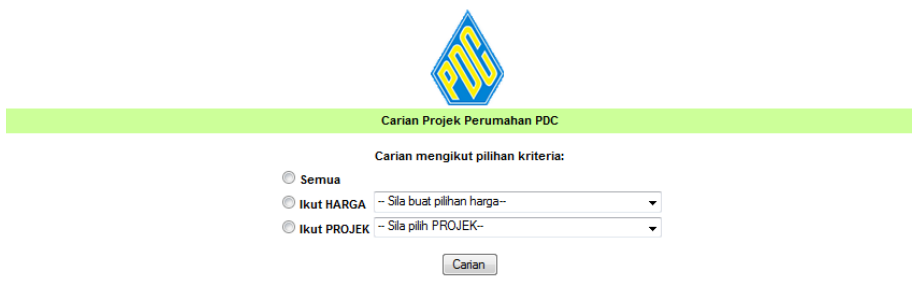 PDC
Carian Projek Perumahan PDC
Carian mengikut pilihan kriteria:
Semua
Ikut HARGA -- Sila buat pilihan harga--
Ikut PROJEK -- Sila pilih PROJEK--
Carian